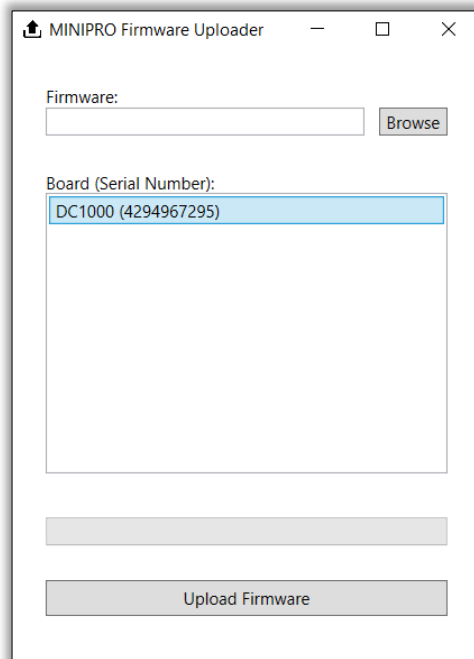 MINIPRO Firmware Uploader
Firmware:
Browse
Board (Serial Number):
DC1000 (4294967295)
Upload Firmware